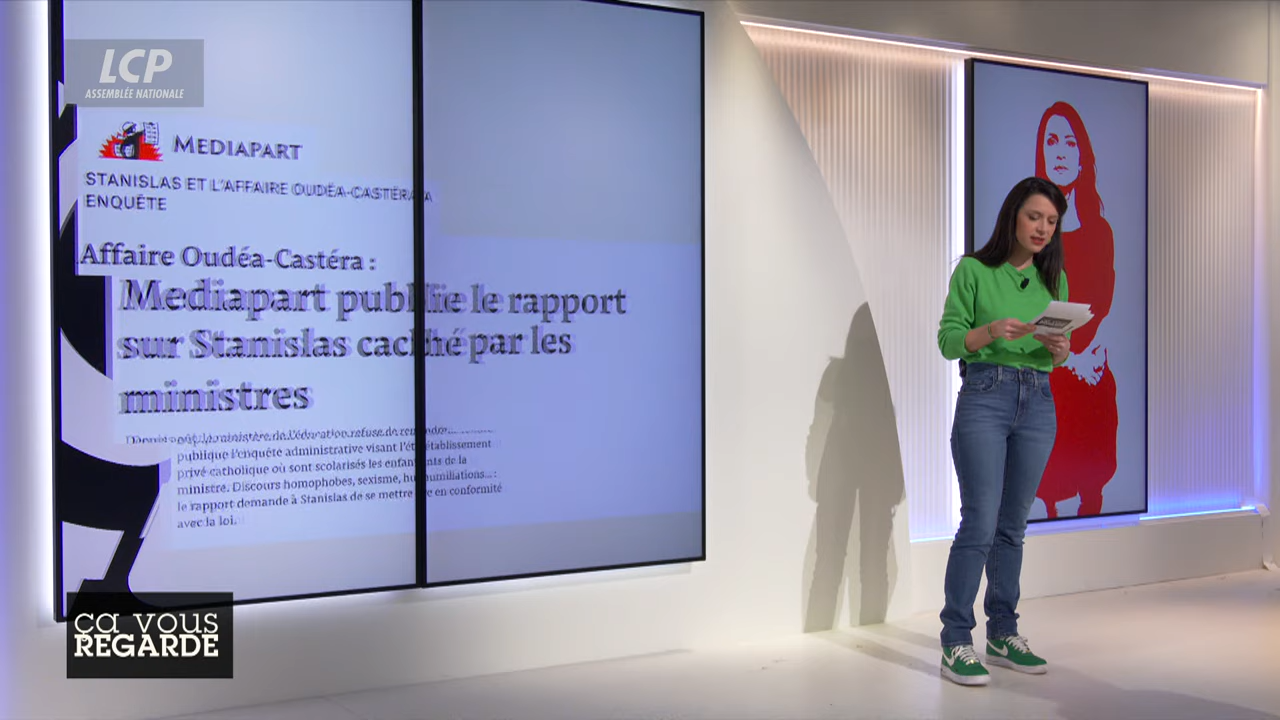 LCP
ASSEMBLÉE NATIONALE
MEDIAPART
STANISLAS ET L'AFFAIRE OUDÉA-CASTÉRA
ENQUÊTE
Affaire Oudéa-Castéra :
Mediapart publie le rapport
sur Stanislas caché par les
ministres
publique l'enquête administrative visant l'établissement
privé catholique où sont scolarisés les enfants de la
ministre. Discours homophobes, sexisme, humiliations... :
le rapport demande à Stanislas de se mettre en conformité
avec la loi.
ça vous
REGARDE